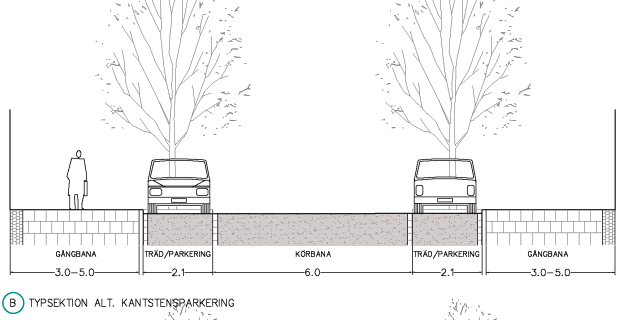 GÅNGBANA TRÄD/PARKERING KÖRBANA TRÄD/PARKERING GÅNGBANA
3.0-5.0 2.1 6.0 2.1 3.0-5.0
B TYPSEKTION ALT. KANTSTENSPARKERING